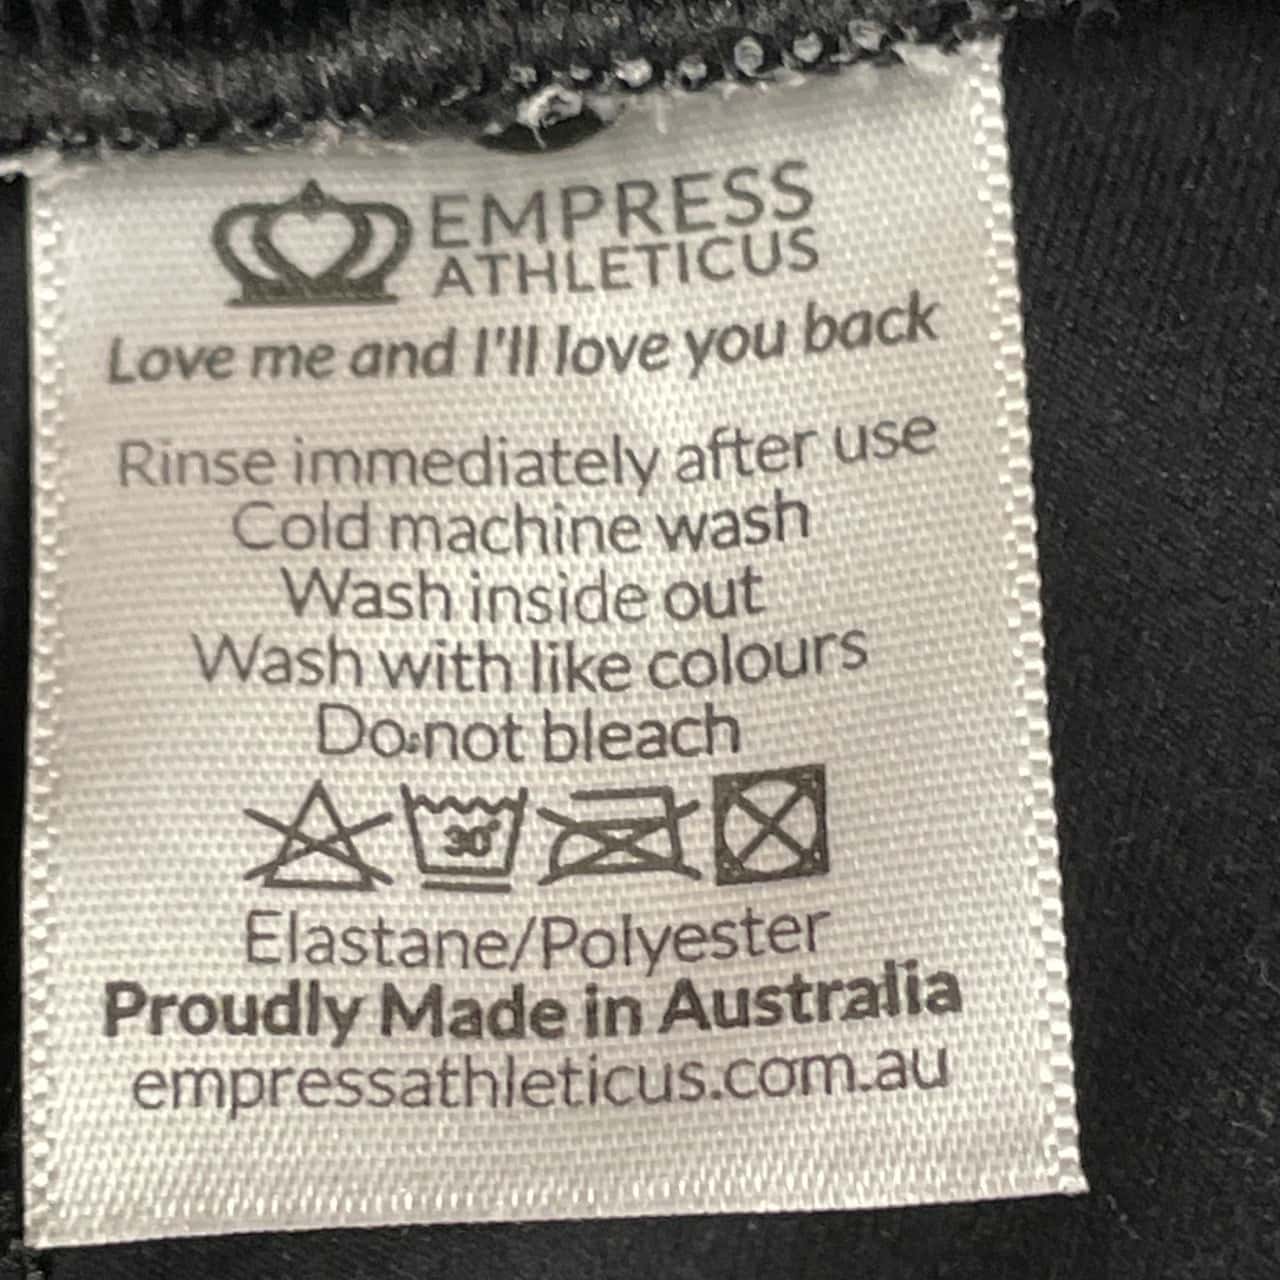 EMPRESS
ATHLETICUS
Love me and I'll love you back
Rinse immediately after use
Cold machine wash
Wash inside out
Wash with like colours
Do not bleach
30°
Elastane/Polyester
Proudly Made in Australia
empressathleticus.com.au